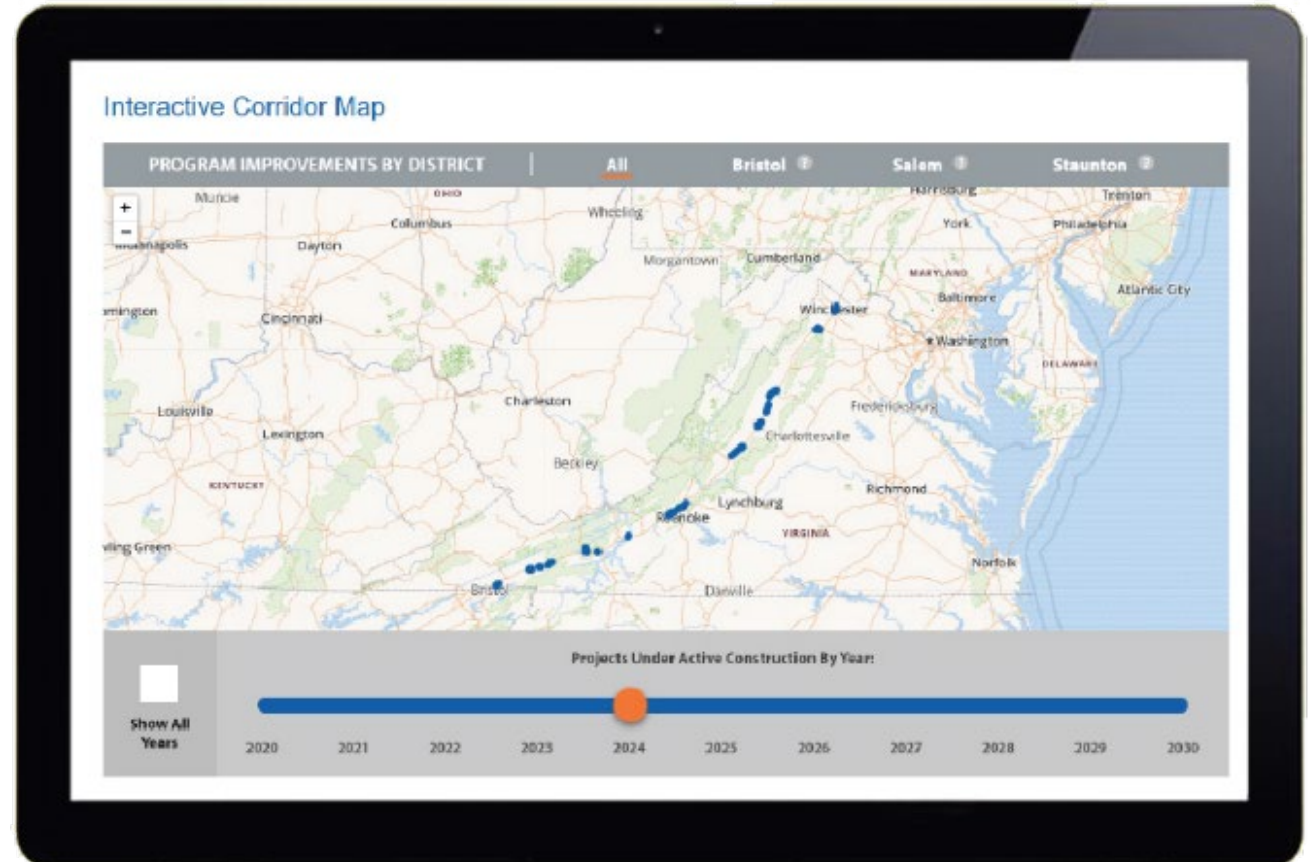 Interactive Corridor Map
PROGRAM IMPROVEMENTS BY DISTRICT | All Bristol ? Salem ? Staunton ?
+
−
Muncie
OHIO
Columbus
Wheeling
Harrisburg
York
Trenton
Philadelphia
Dayton
Morgantown
Cumberland
MARYLAND
Baltimore
Atlantic City
Cincinnati
Winchester
Washington
DELAWARE
Louisville
Lexington
Charleston
Fredericksburg
Charlottesville
Beckley
KENTUCKY
Richmond
Lynchburg
Roanoke
VIRGINIA
Norfolk
Bristol
Danville
Projects Under Active Construction By Year:
Show All
Years
2020 2021 2022 2023 2024 2025 2026 2027 2028 2029 2030